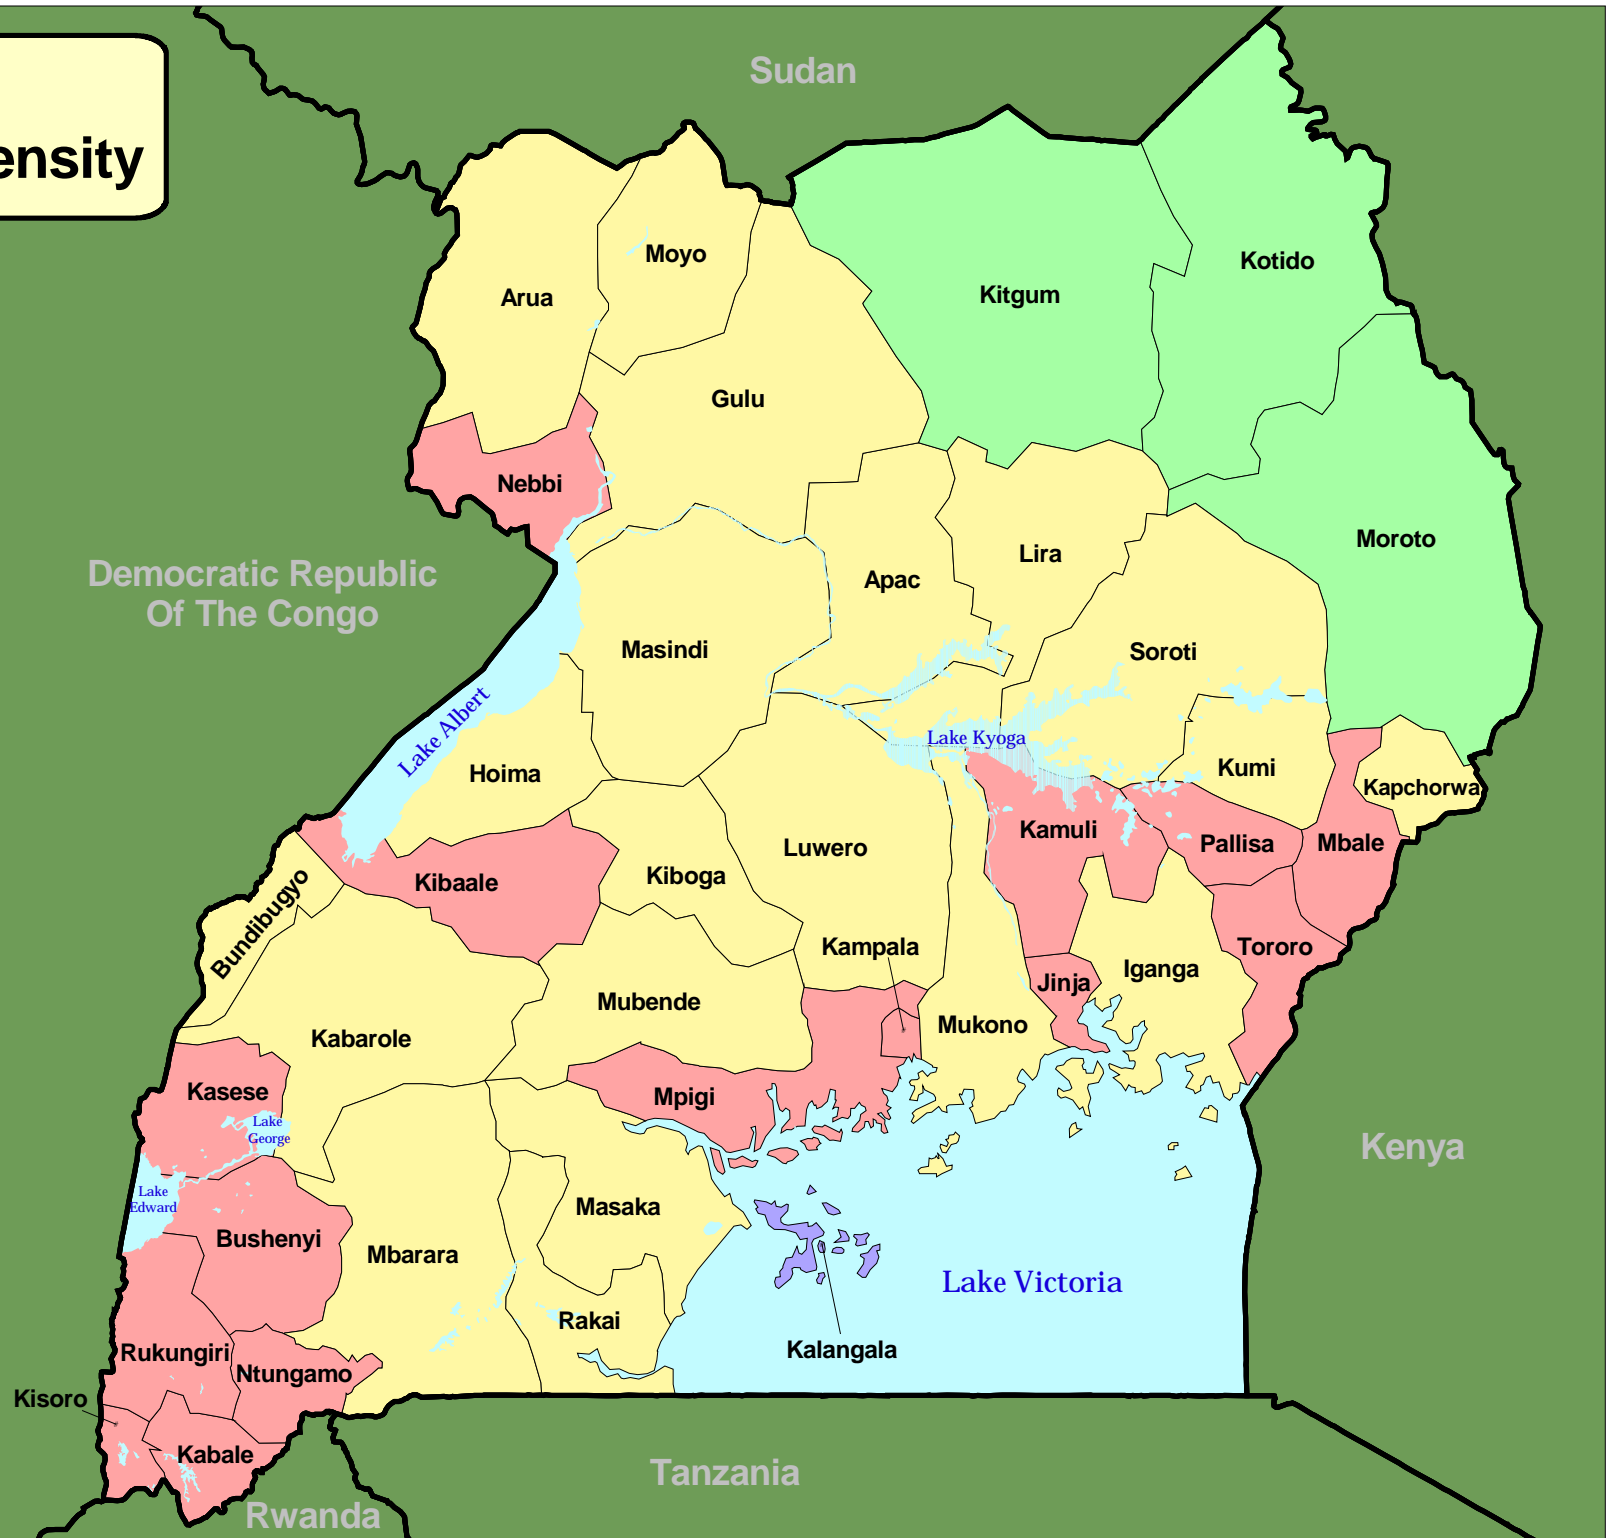 ensity
Sudan
Moyo
Kotido
Kitgum
Arua
Gulu
Nebbi
Moroto
Lira
Democratic Republic
Of The Congo
Apac
Masindi
Soroti
Lake Albert
Lake Kyoga
Kumi
Hoima
Kapchorwa
Kamuli
Luwero
Pallisa
Mbale
Kiboga
Kibaale
Bundibugyo
Kampala
Tororo
Iganga
Jinja
Mubende
Mukono
Kabarole
Kasese
Mpigi
Lake
George
Kenya
Lake
Edward
Masaka
Bushenyi
Mbarara
Lake Victoria
Rakai
Kalangala
Rukungiri
Ntungamo
Kisoro
Kabale
Tanzania
Rwanda